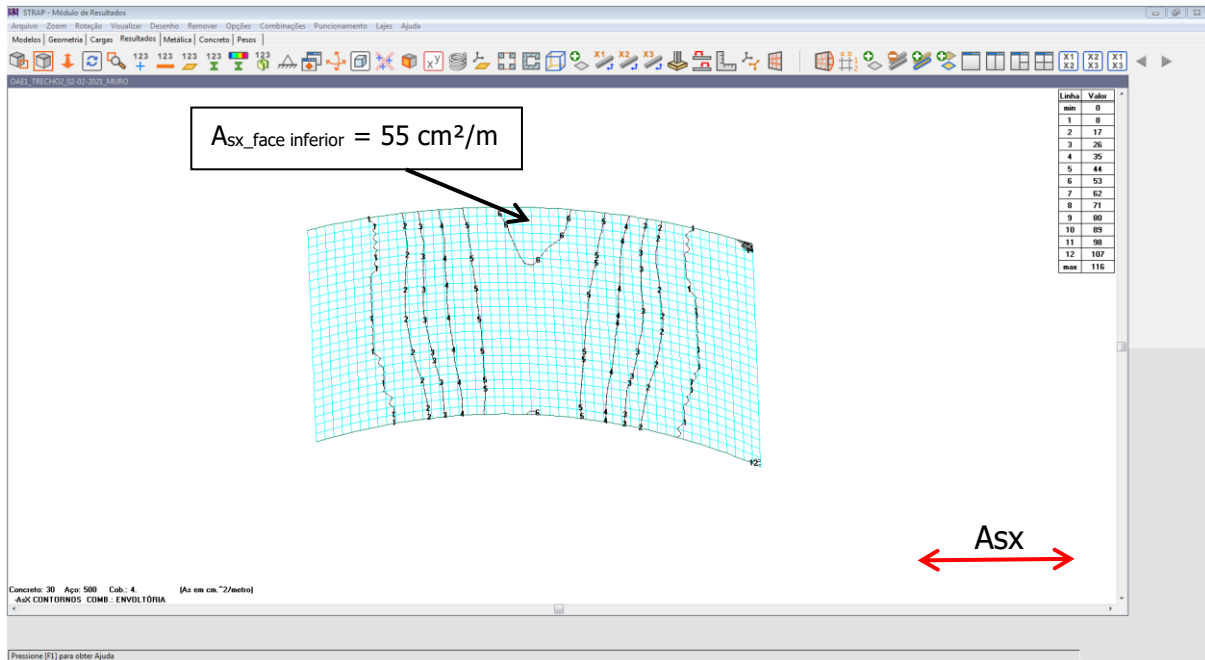 STRAP - Módulo de Resultados
Arquivo Zoom Rotação Visualizar Desenho Remover Opções Combinações Puncionamento Lajes Ajuda
Modelos Geometria Cargas Resultados Metálica Concreto Pesos
OAE1_TRECHO2_02-02-2021_MURO
Asx_face inferior = 55 cm²/m
Linha Valor
min 0
1 8
2 17
3 26
4 35
5 44
6 53
7 62
8 71
9 80
10 89
11 98
12 107
max 116
Asx
Concreto: 30 Aço: 500 Cob.: 4. (As em cm.^2/metro)
-AsX CONTORNOS COMB.: ENVOLTÓRIA
Pressione [F1] para obter Ajuda